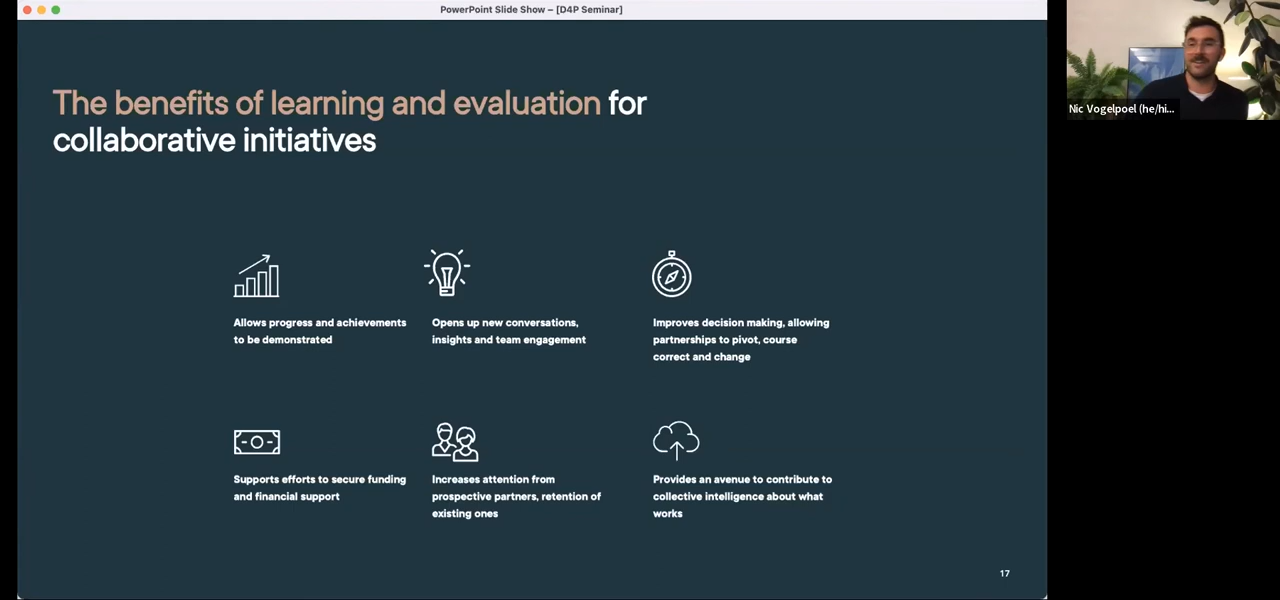 PowerPoint Slide Show – [D4P Seminar]
The benefits of learning and evaluation for
collaborative initiatives
Allows progress and achievements
to be demonstrated
Opens up new conversations,
insights and team engagement
Improves decision making, allowing
partnerships to pivot, course
correct and change
Supports efforts to secure funding
and financial support
Increases attention from
prospective partners, retention of
existing ones
Provides an avenue to contribute to
collective intelligence about what
works
17
Nic Vogelpoel (he/hi...